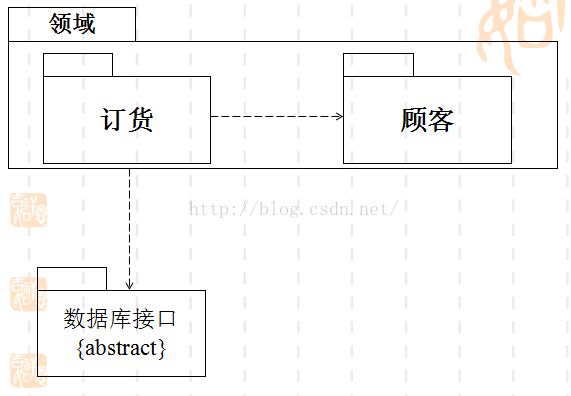 领域
订货
顾客
http://blog.csdn.net/
数据库接口
{abstract}